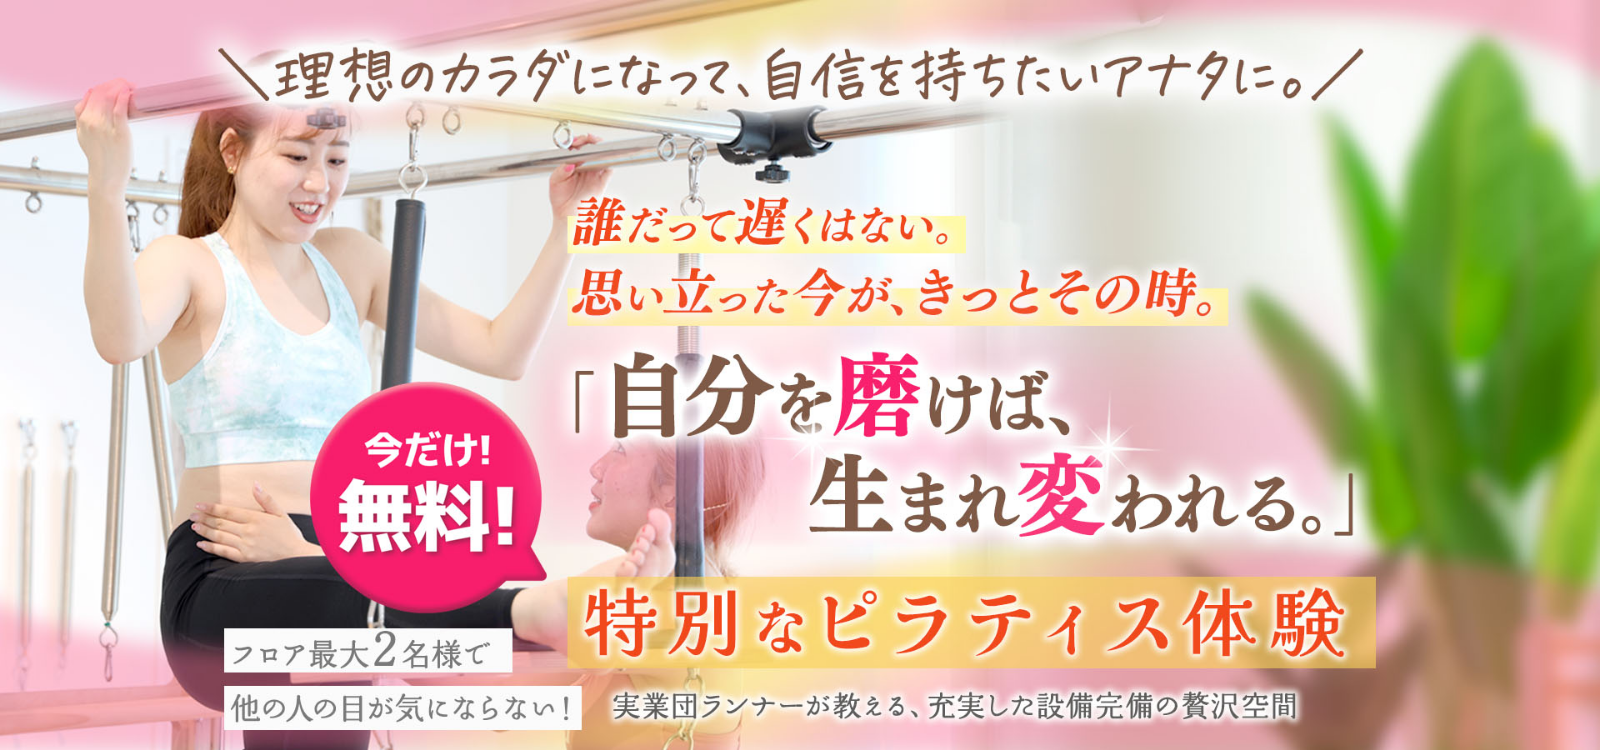 ＼理想のカラダになって、自信を持ちたいアナタに。／
誰だって遅くはない。
思い立った今が、きっとその時。
「自分を磨けば、
生まれ変われる。」
今だけ!
無料!
特別なピラティス体験
フロア最大2名様で
他の人の目が気にならない!
実業団ランナーが教える、充実した設備完備の贅沢空間